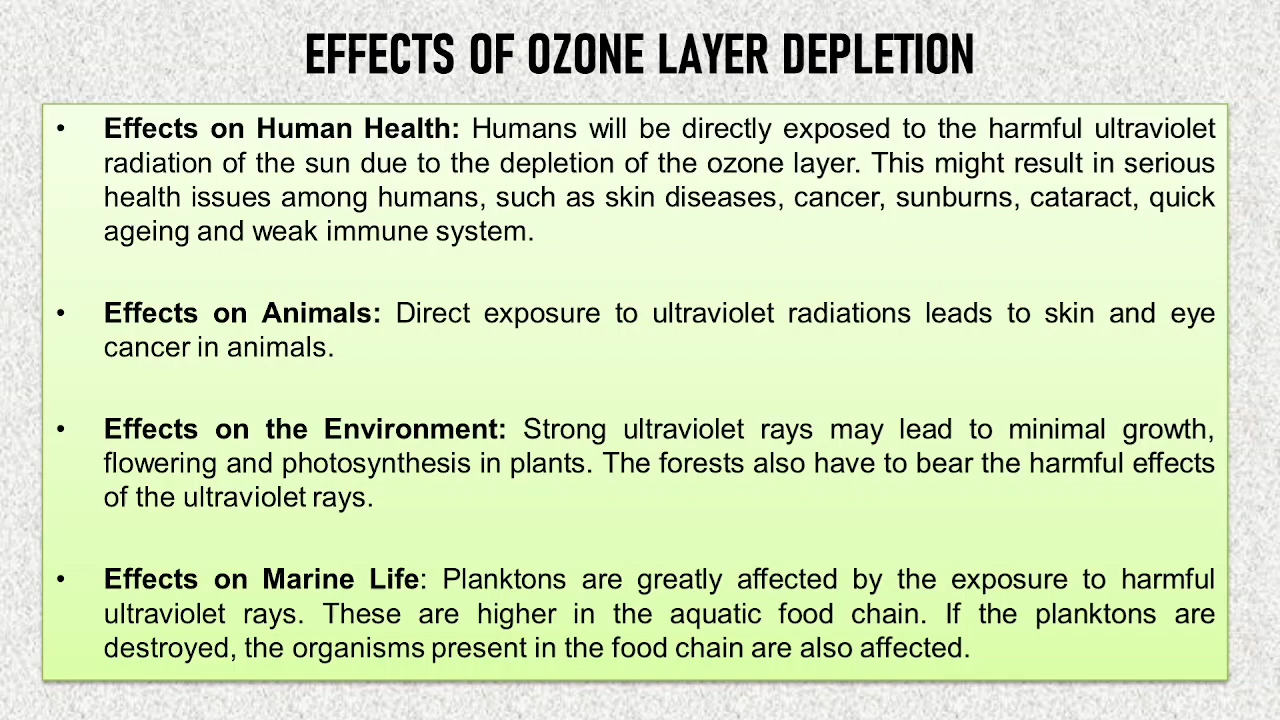 EFFECTS OF OZONE LAYER DEPLETION
• Effects on Human Health: Humans will be directly exposed to the harmful ultraviolet
radiation of the sun due to the depletion of the ozone layer. This might result in serious
health issues among humans, such as skin diseases, cancer, sunburns, cataract, quick
ageing and weak immune system.
• Effects on Animals: Direct exposure to ultraviolet radiations leads to skin and eye
cancer in animals.
• Effects on the Environment: Strong ultraviolet rays may lead to minimal growth,
flowering and photosynthesis in plants. The forests also have to bear the harmful effects
of the ultraviolet rays.
• Effects on Marine Life: Planktons are greatly affected by the exposure to harmful
ultraviolet rays. These are higher in the aquatic food chain. If the planktons are
destroyed, the organisms present in the food chain are also affected.